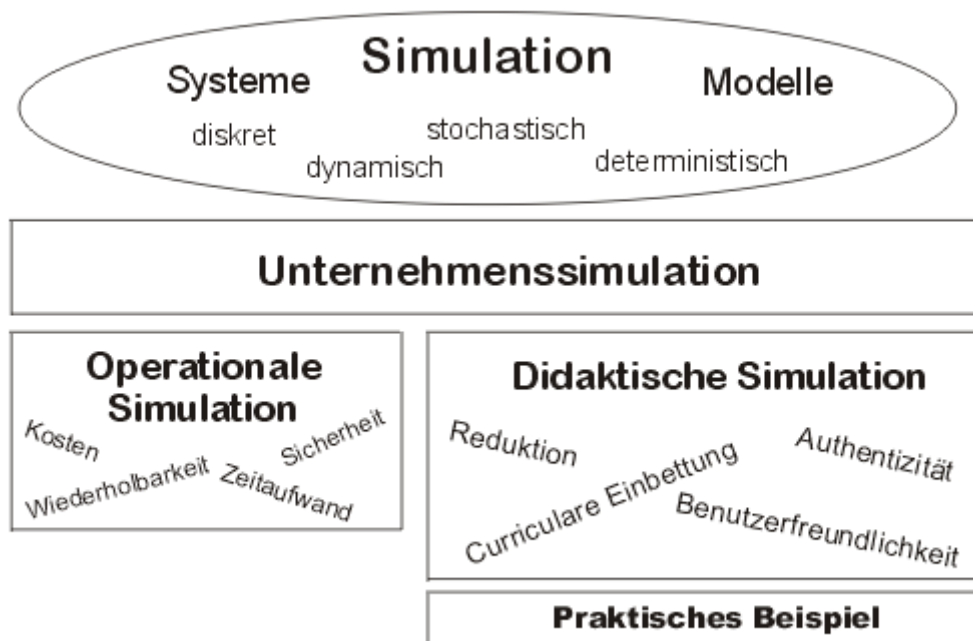 Simulation
Systeme
Modelle
diskret
stochastisch
dynamisch
deterministisch
Unternehmenssimulation
Operationale
Simulation
Kosten
Sicherheit
Wiederholbarkeit
Zeitaufwand
Didaktische Simulation
Reduktion
Authentizität
Curriculare Einbettung
Benutzerfreundlichkeit
Praktisches Beispiel